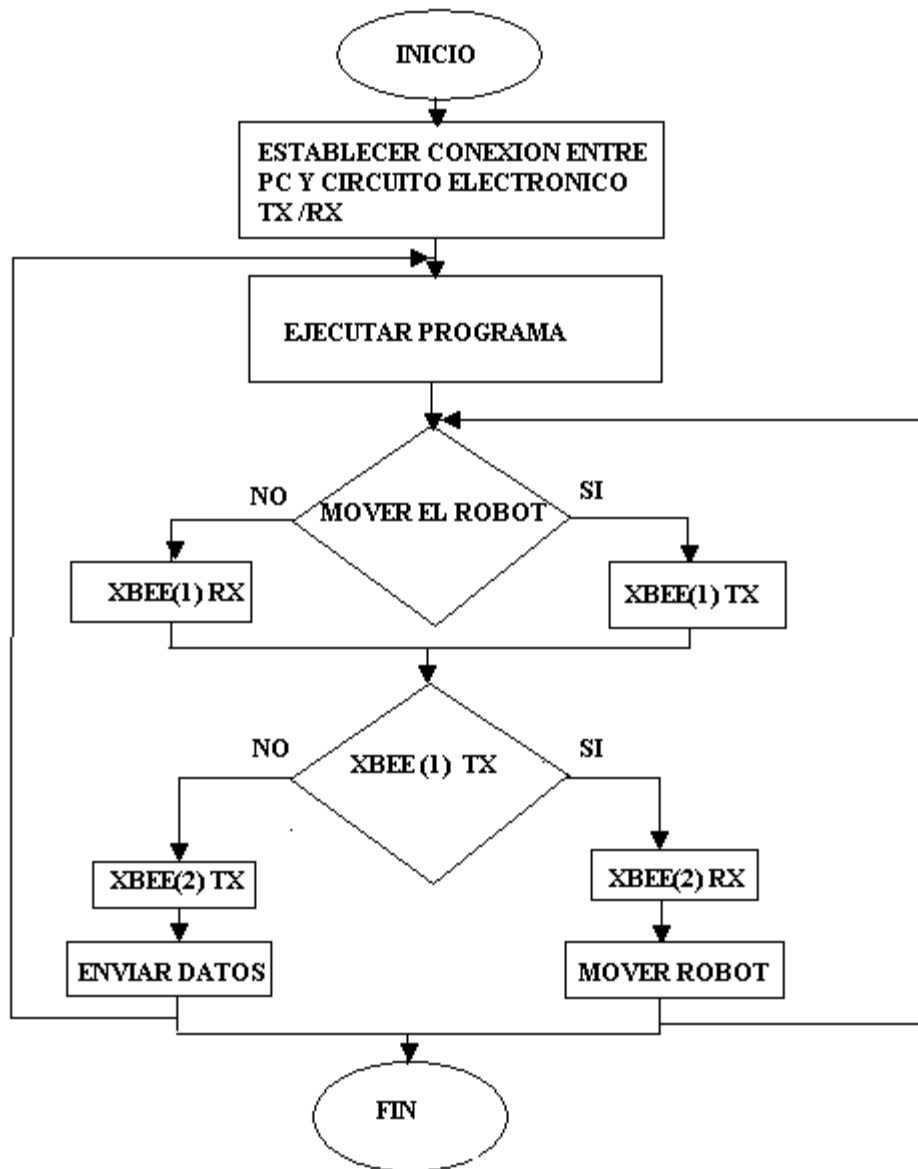 INICIO
ESTABLECER CONEXION ENTRE
PC Y CIRCUITO ELECTRONICO
TX /RX
EJECUTAR PROGRAMA
NO
SI
MOVER EL ROBOT
XBEE(1) RX
XBEE(1) TX
NO
SI
XBEE (1) TX
XBEE(2) TX
XBEE(2) RX
ENVIAR DATOS
MOVER ROBOT
FIN